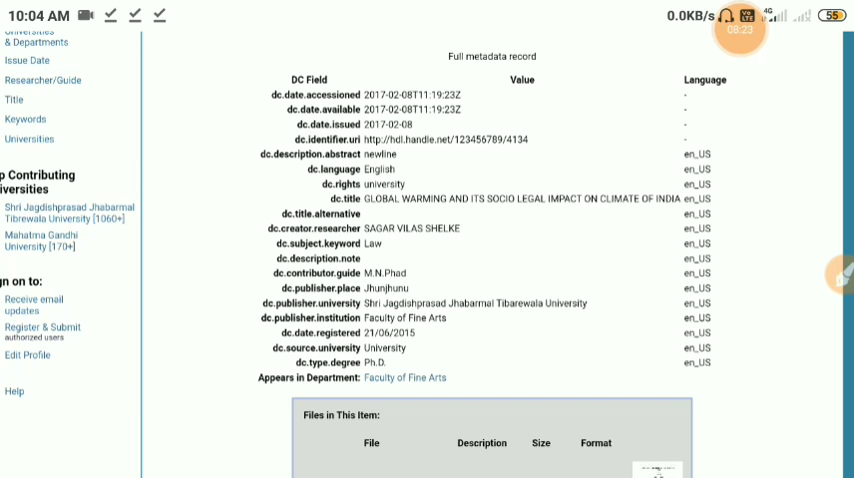 10:04 AM
0.0KB/s
4G
55
08:23
& Departments
Issue Date
Researcher/Guide
Title
Keywords
Universities
p Contributing
iversities
Shri Jagdishprasad Jhabarmal
Tibrewala University [1060+]
Mahatma Gandhi
University [170+]
gn on to:
Receive email
updates
Register & Submit
authorized users
Edit Profile
Help
Full metadata record
DC Field Value Language
dc.date.accessioned 2017-02-08T11:19:23Z -
dc.date.available 2017-02-08T11:19:23Z -
dc.date.issued 2017-02-08 -
dc.identifier.uri http://hdl.handle.net/123456789/4134 -
dc.description.abstract newline en_US
dc.language English en_US
dc.rights university en_US
dc.title GLOBAL WARMING AND ITS SOCIO LEGAL IMPACT ON CLIMATE OF INDIA en_US
dc.title.alternative en_US
dc.creator.researcher SAGAR VILAS SHELKE en_US
dc.subject.keyword Law en_US
dc.description.note en_US
dc.contributor.guide M.N.Phad en_US
dc.publisher.place Jhunjhunu en_US
dc.publisher.university Shri Jagdishprasad Jhabarmal Tibarewala University en_US
dc.publisher.institution Faculty of Fine Arts en_US
dc.date.registered 21/06/2015 en_US
dc.source.university University en_US
dc.type.degree Ph.D. en_US
Appears in Department: Faculty of Fine Arts
Files in This Item:
File Description Size Format